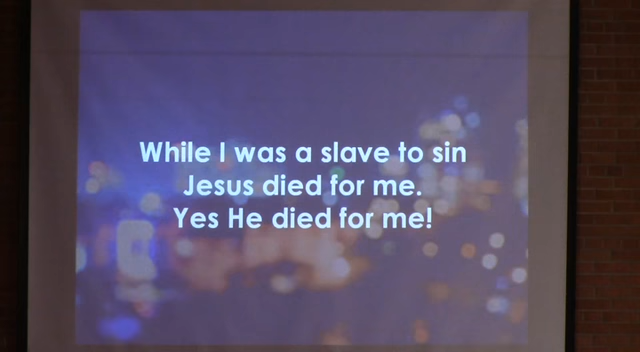 While I was a slave to sin
Jesus died for me.
Yes He died for me!